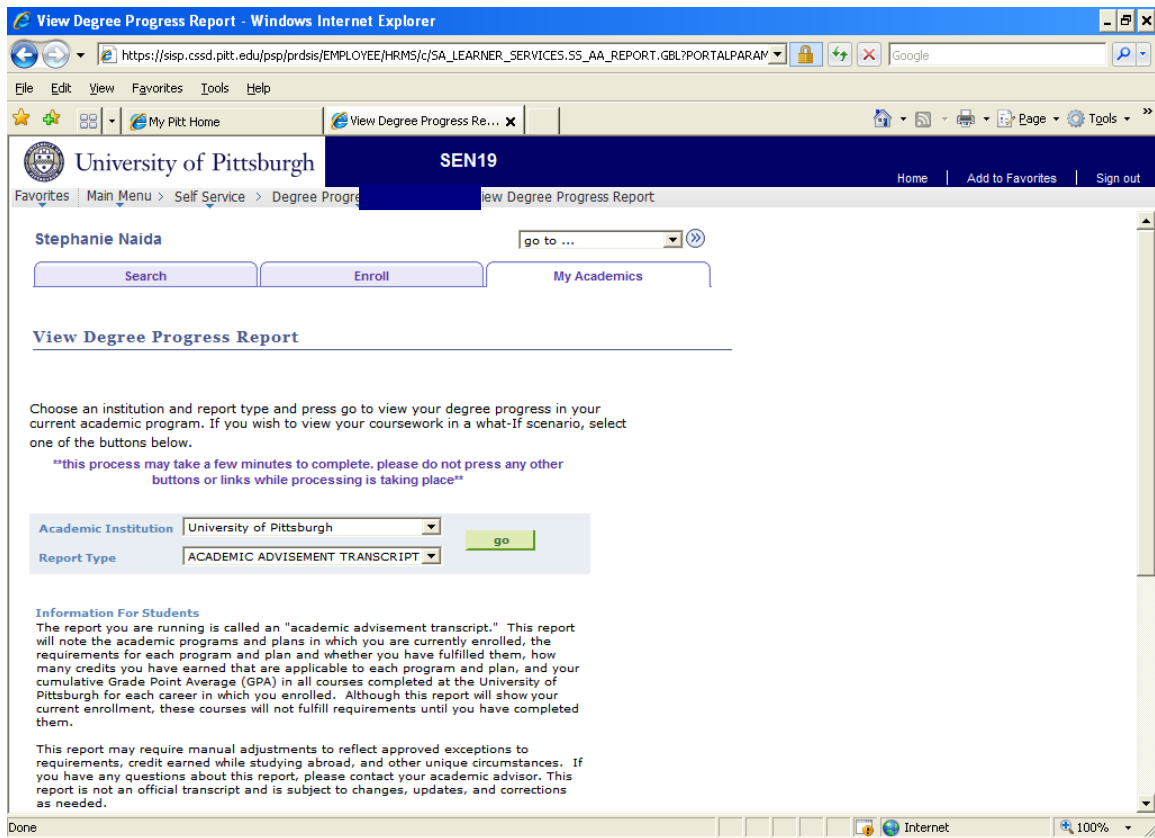 View Degree Progress Report - Windows Internet Explorer
https://sisp.cssd.pitt.edu/psp/prdsis/EMPLOYEE/HRMS/c/SA_LEARNER_SERVICES.SS_AA_REPORT.GBL?PORTALPARAM
Google
File Edit View Favorites Tools Help
My Pitt Home View Degree Progress Re... Page Tools
University of Pittsburgh SEN19
Home | Add to Favorites | Sign out
Favorites Main Menu > Self Service > Degree Progre iew Degree Progress Report
Stephanie Naida go to ...
Search Enroll My Academics
View Degree Progress Report
Choose an institution and report type and press go to view your degree progress in your
current academic program. If you wish to view your coursework in a what-If scenario, select
one of the buttons below.
**this process may take a few minutes to complete. please do not press any other
buttons or links while processing is taking place**
Academic Institution University of Pittsburgh
go
Report Type ACADEMIC ADVISEMENT TRANSCRIPT
Information For Students
The report you are running is called an "academic advisement transcript." This report
will note the academic programs and plans in which you are currently enrolled, the
requirements for each program and plan and whether you have fulfilled them, how
many credits you have earned that are applicable to each program and plan, and your
cumulative Grade Point Average (GPA) in all courses completed at the University of
Pittsburgh for each career in which you enrolled. Although this report will show your
current enrollment, these courses will not fulfill requirements until you have completed
them.
This report may require manual adjustments to reflect approved exceptions to
requirements, credit earned while studying abroad, and other unique circumstances. If
you have any questions about this report, please contact your academic advisor. This
report is not an official transcript and is subject to changes, updates, and corrections
as needed.
Done Internet 100%